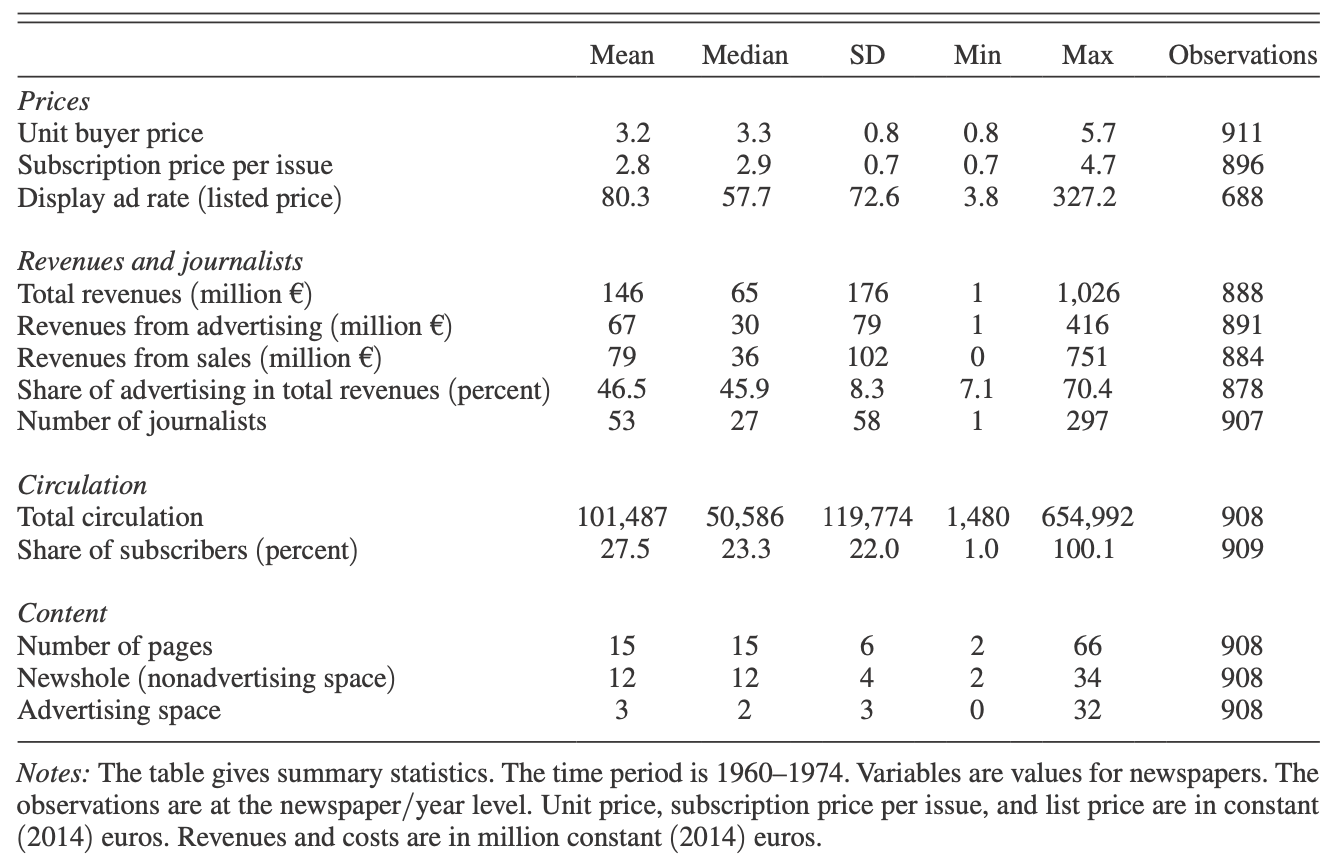 Mean Median SD Min Max Observations
Prices
Unit buyer price 3.2 3.3 0.8 0.8 5.7 911
Subscription price per issue 2.8 2.9 0.7 0.7 4.7 896
Display ad rate (listed price) 80.3 57.7 72.6 3.8 327.2 688
Revenues and journalists
Total revenues (million €) 146 65 176 1 1,026 888
Revenues from advertising (million €) 67 30 79 1 416 891
Revenues from sales (million €) 79 36 102 0 751 884
Share of advertising in total revenues (percent) 46.5 45.9 8.3 7.1 70.4 878
Number of journalists 53 27 58 1 297 907
Circulation
Total circulation 101,487 50,586 119,774 1,480 654,992 908
Share of subscribers (percent) 27.5 23.3 22.0 1.0 100.1 909
Content
Number of pages 15 15 6 2 66 908
Newshole (nonadvertising space) 12 12 4 2 34 908
Advertising space 3 2 3 0 32 908
Notes: The table gives summary statistics. The time period is 1960–1974. Variables are values for newspapers. The
observations are at the newspaper/year level. Unit price, subscription price per issue, and list price are in constant
(2014) euros. Revenues and costs are in million constant (2014) euros.